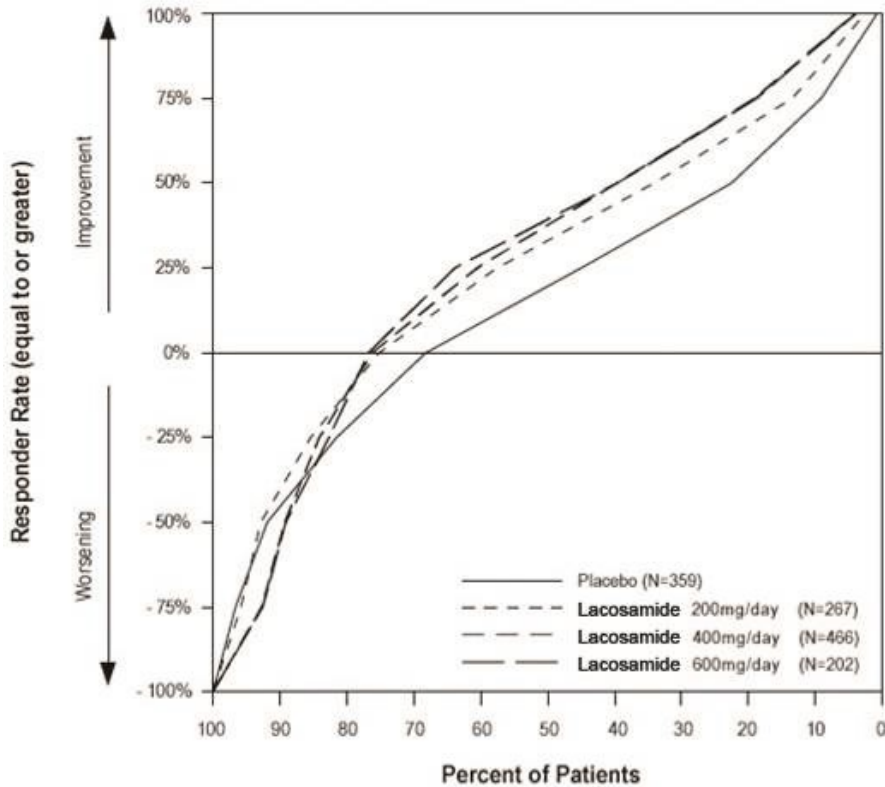 Responder Rate (equal to or greater)
Improvement
Worsening
100%
75%
50%
25%
0%
- 25%
- 50%
- 75%
- 100%
Placebo (N=359)
Lacosamide 200mg/day (N=267)
Lacosamide 400mg/day (N=466)
Lacosamide 600mg/day (N=202)
100 90 80 70 60 50 40 30 20 10 0
Percent of Patients